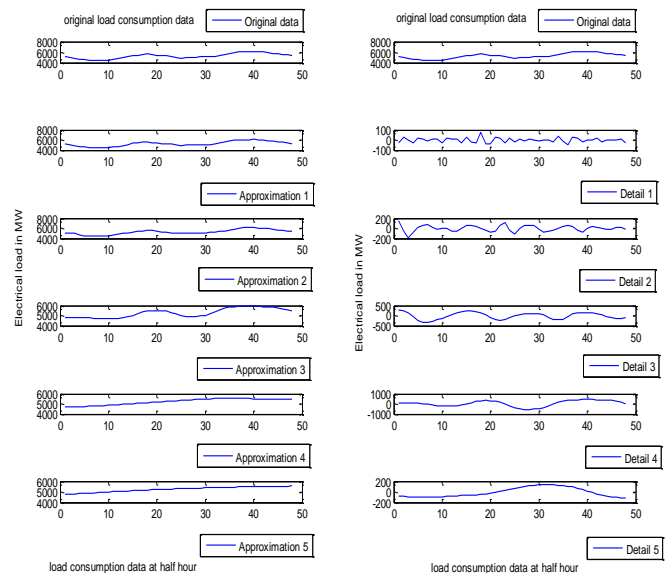 original load consumption data
Original data
8000
6000
4000
0 10 20 30 40 50
8000
6000
4000
0 10 20 30 40 50
Approximation 1
8000
6000
4000
0 10 20 30 40 50
Approximation 2
6000
5000
4000
0 10 20 30 40 50
Approximation 3
6000
5000
4000
0 10 20 30 40 50
Approximation 4
6000
5000
4000
0 10 20 30 40 50
Approximation 5
Electrical load in MW
load consumption data at half hour
original load consumption data
Original data
8000
6000
4000
0 10 20 30 40 50
100
0
-100
0 10 20 30 40 50
Detail 1
200
0
-200
0 10 20 30 40 50
Detail 2
500
0
-500
0 10 20 30 40 50
Detail 3
1000
0
-1000
0 10 20 30 40 50
Detail 4
200
0
-200
0 10 20 30 40 50
Detail 5
Electrical load in MW
load consumption data at half hour